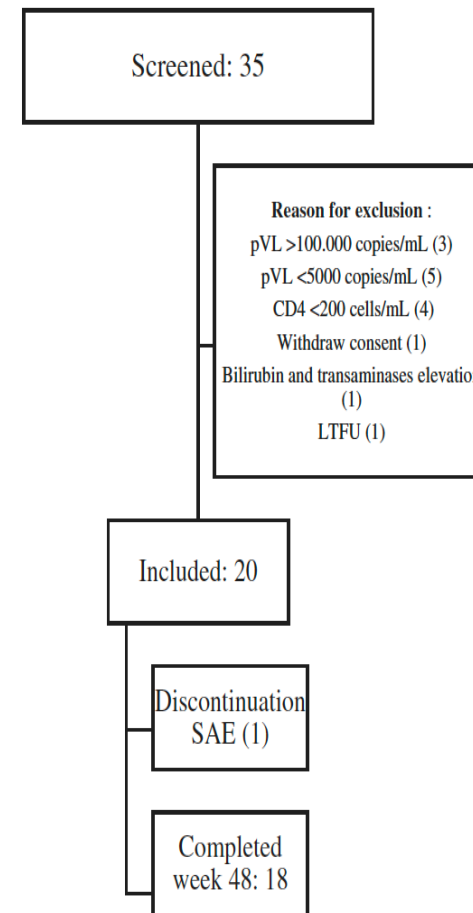 Screened: 35
Reason for exclusion :
pVL >100.000 copies/mL (3)
pVL <5000 copies/mL (5)
CD4 <200 cells/mL (4)
Withdraw consent (1)
Bilirubin and transaminases elevation
(1)
LTFU (1)
Included: 20
Discontinuation
SAE (1)
Completed
week 48: 18